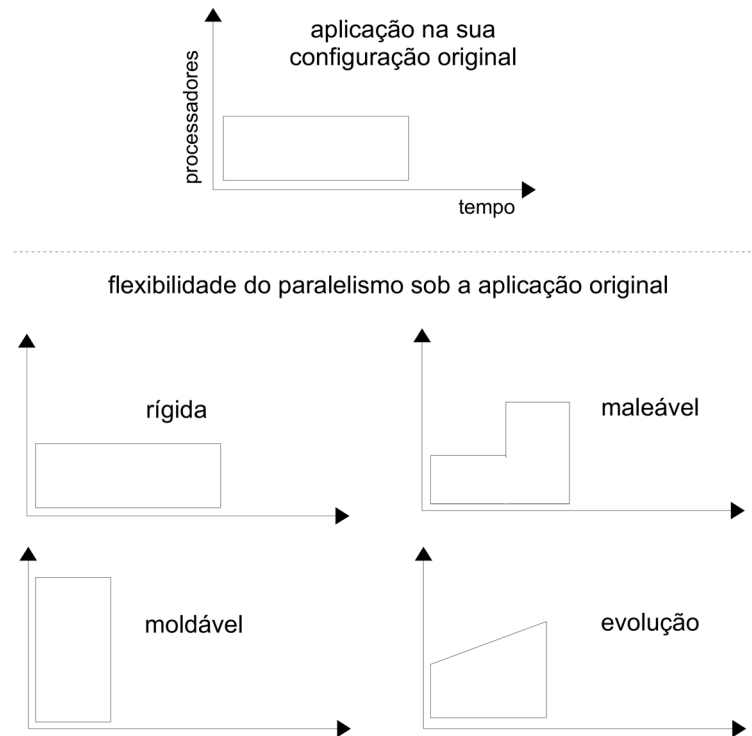 aplicação na sua
configuração original
processadores
tempo
flexibilidade do paralelismo sob a aplicação original
rígida
maleável
moldável
evolução